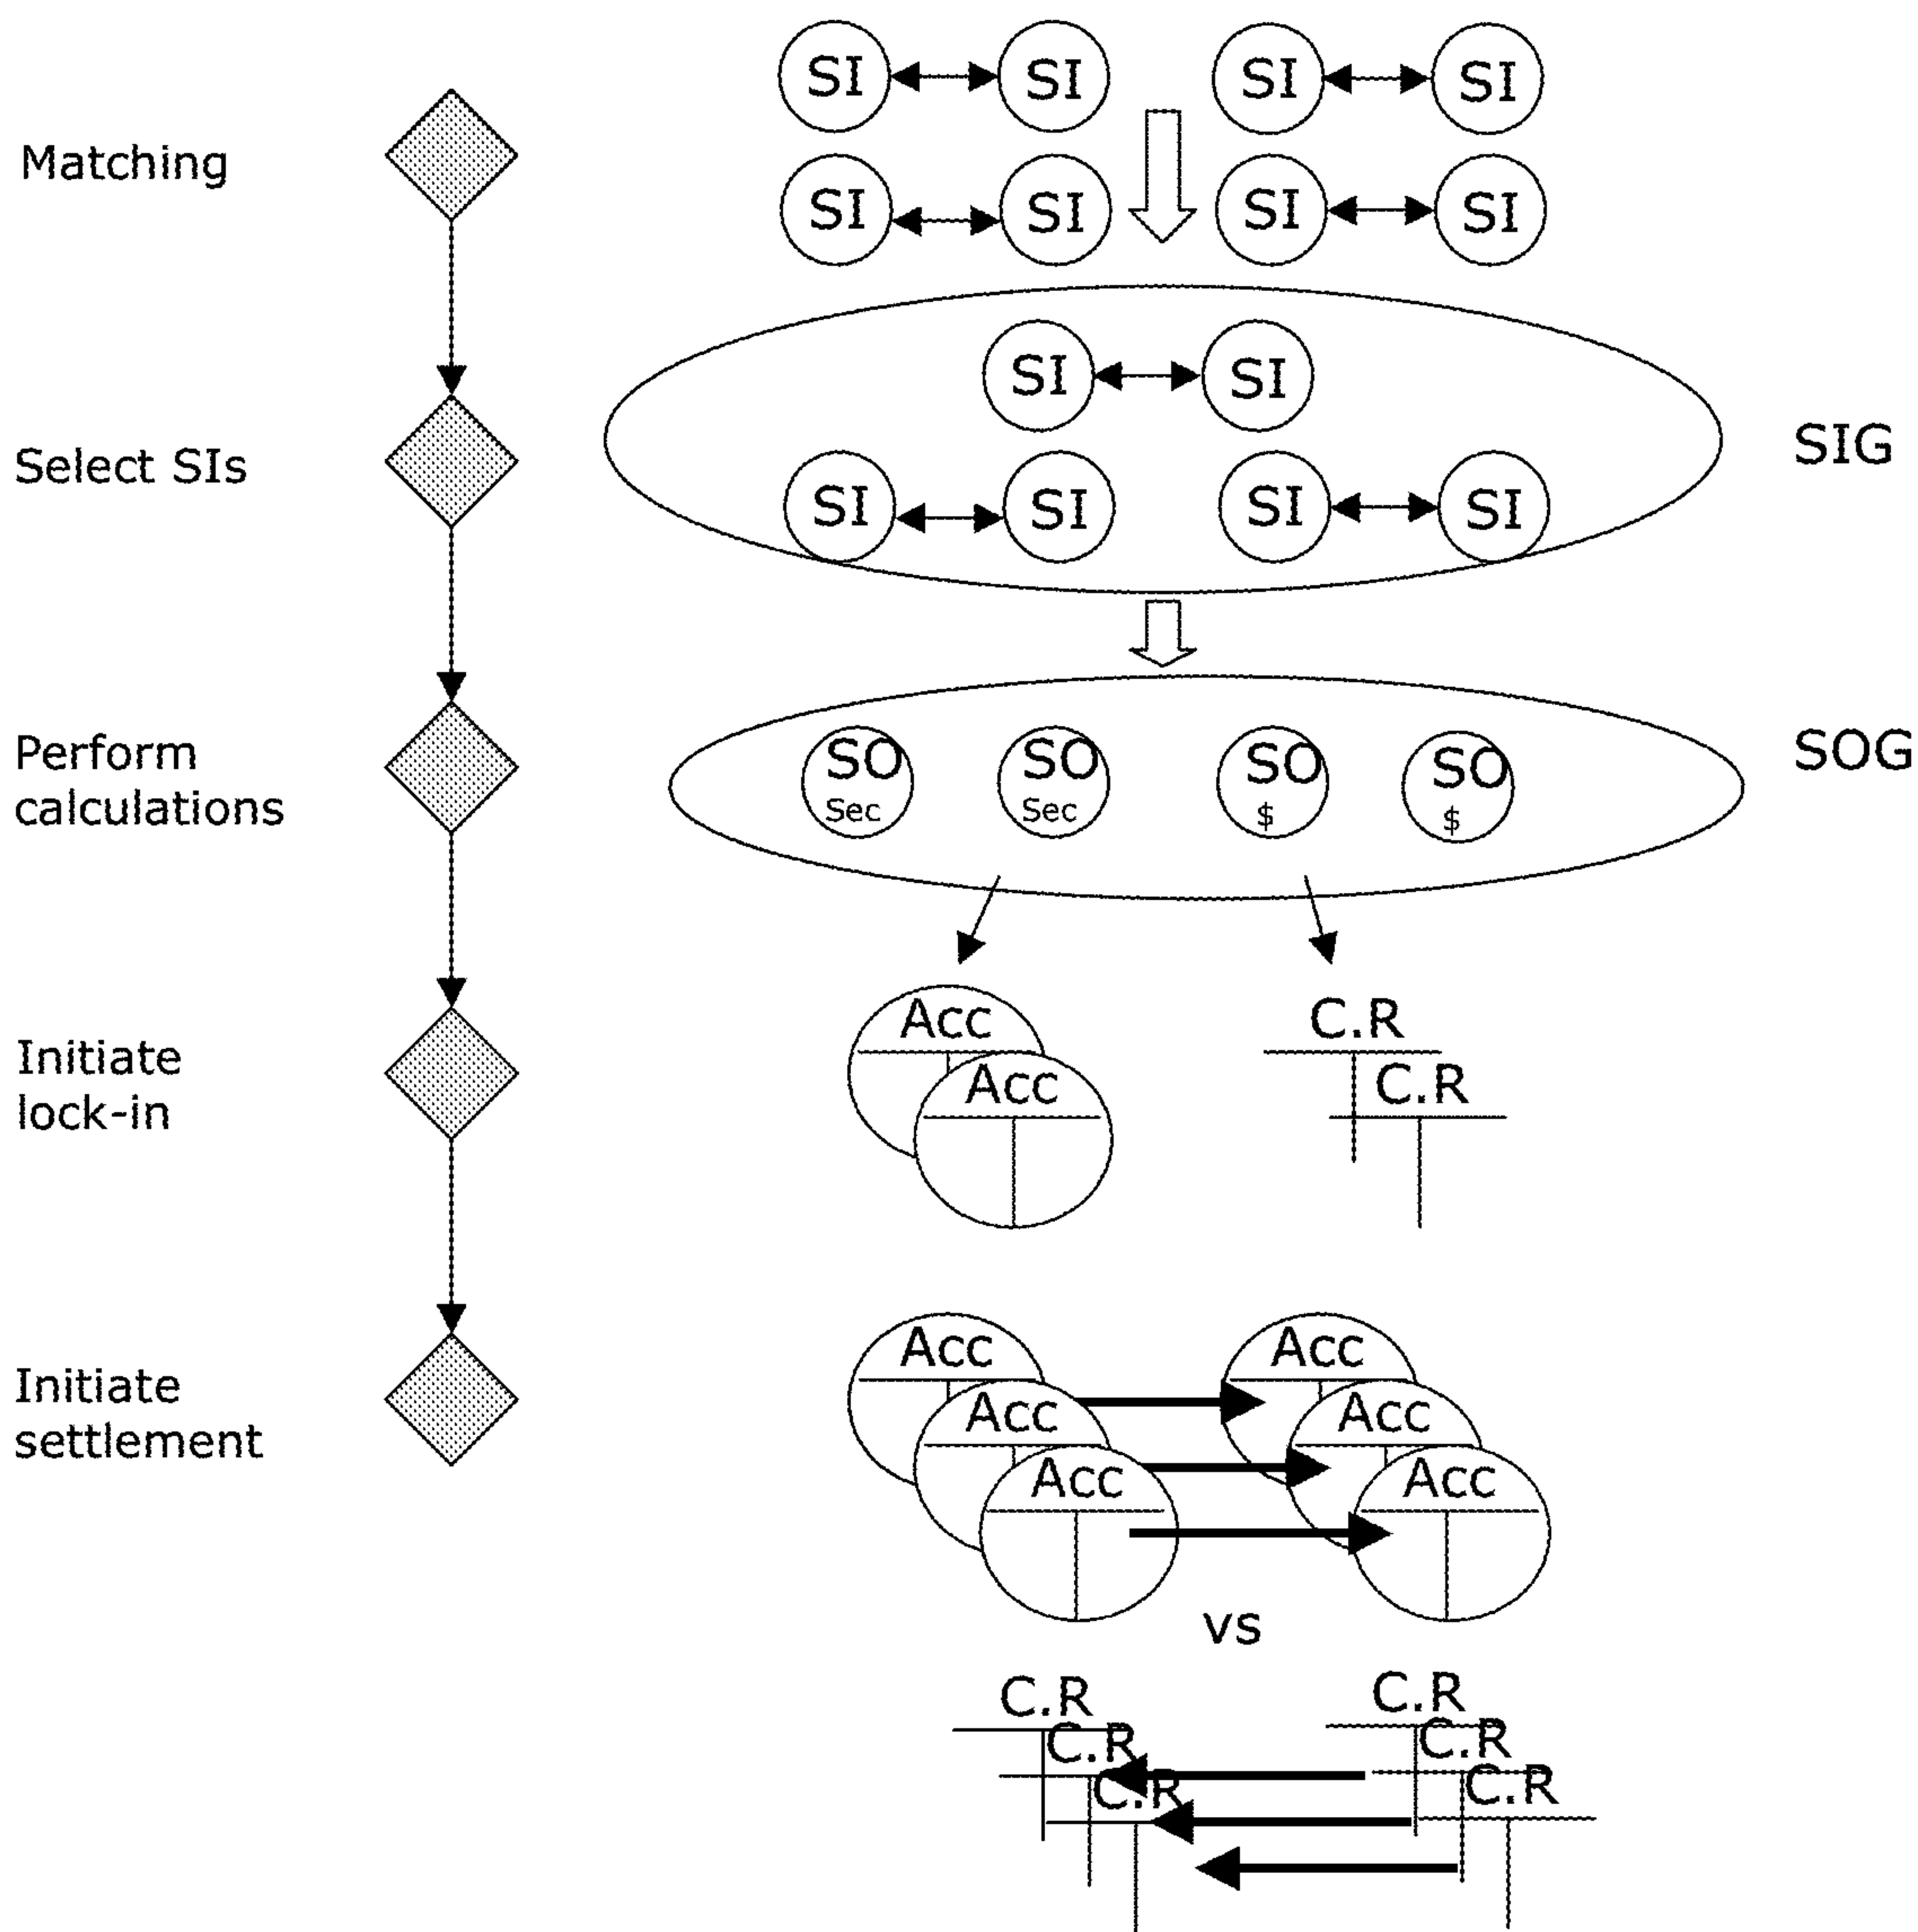 SI SI SI SI
Matching
SI SI SI SI
SI SI
SIG
Select SIs
SI SI SI SI
Perform
calculations
SO SO SO SO
Sec Sec $ $
SOG
Initiate
lock-in
Acc C.R
Acc C.R
Initiate
settlement
Acc Acc
Acc Acc
Acc Acc
vs
C.R C.R
C.R C.R
C.R C.R